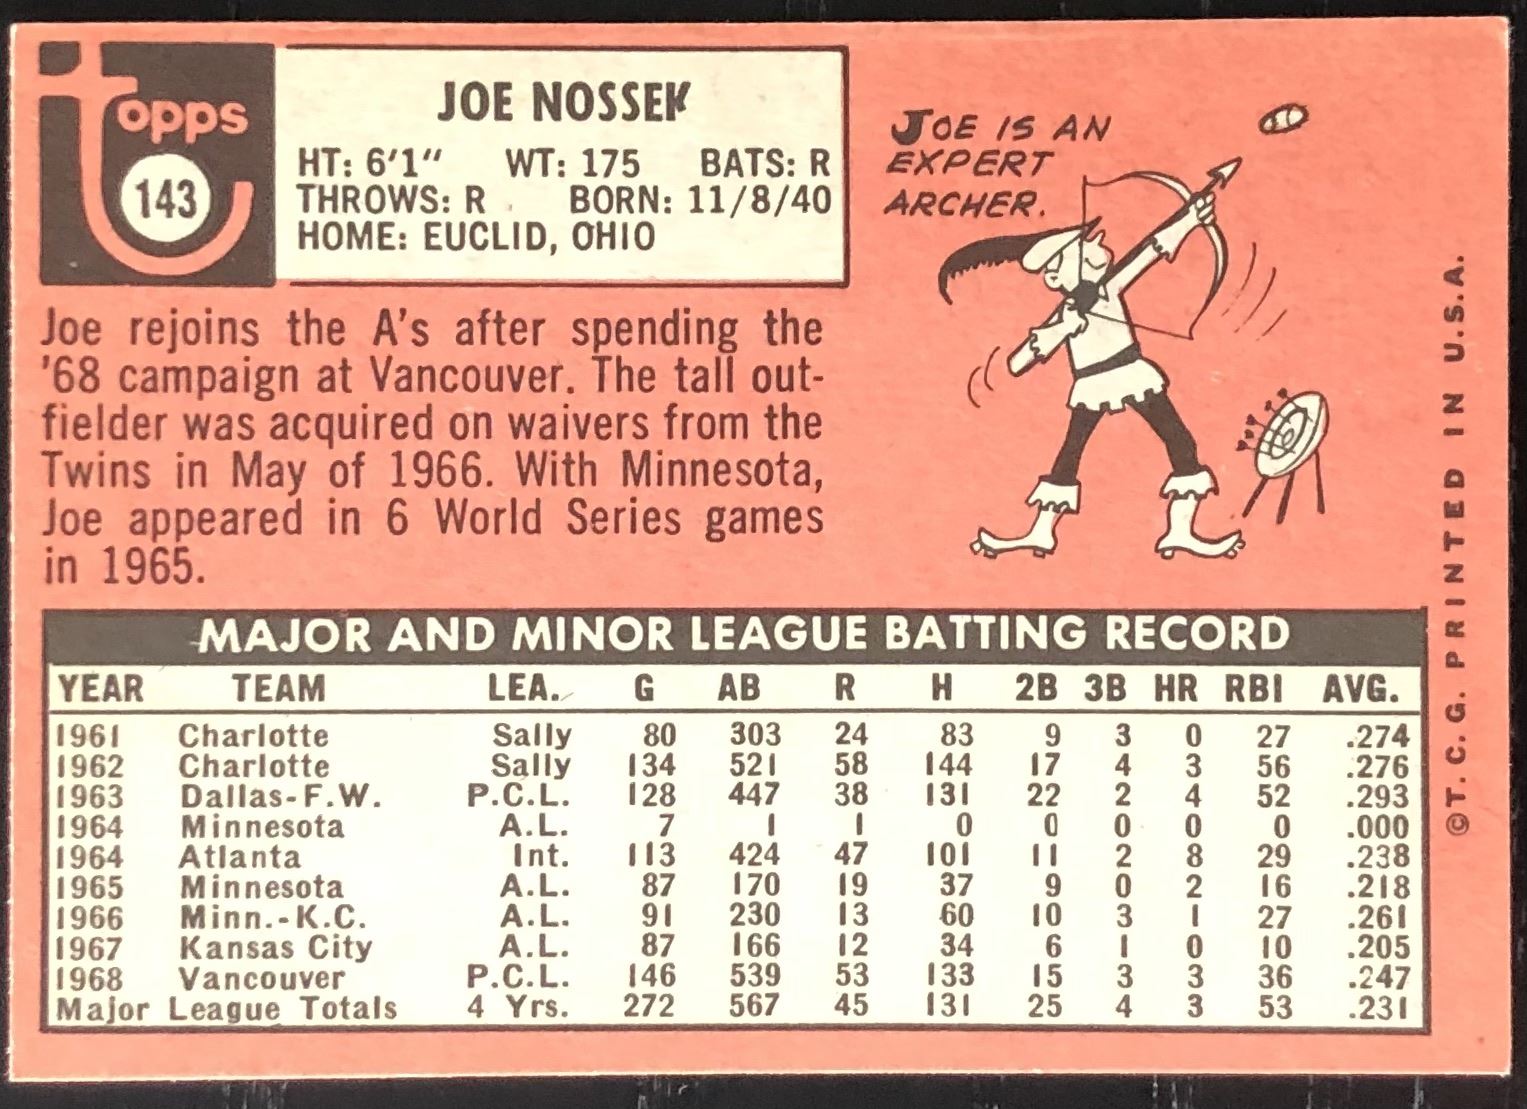 topps
143
JOE NOSSEK
HT: 6'1" WT: 175 BATS: R
THROWS: R BORN: 11/8/40
HOME: EUCLID, OHIO
JOE IS AN
EXPERT
ARCHER.
Joe rejoins the A's after spending the
'68 campaign at Vancouver. The tall out-
fielder was acquired on waivers from the
Twins in May of 1966. With Minnesota,
Joe appeared in 6 World Series games
in 1965.
MAJOR AND MINOR LEAGUE BATTING RECORD
YEAR TEAM LEA. G AB R H 2B 3B HR RBI AVG.
1961 Charlotte Sally 80 303 24 83 9 3 0 27 .274
1962 Charlotte Sally 134 521 58 144 17 4 3 56 .276
1963 Dallas-F.W. P.C.L. 128 447 38 131 22 2 4 52 .293
1964 Minnesota A.L. 7 1 1 0 0 0 0 0 .000
1964 Atlanta Int. 113 424 47 101 11 2 8 29 .238
1965 Minnesota A.L. 87 170 19 37 9 0 2 16 .218
1966 Minn.-K.C. A.L. 91 230 13 60 10 3 1 27 .261
1967 Kansas City A.L. 87 166 12 34 6 1 0 10 .205
1968 Vancouver P.C.L. 146 539 53 133 15 3 3 36 .247
Major League Totals 4 Yrs. 272 567 45 131 25 4 3 53 .231
©T.C.G. PRINTED IN U.S.A.